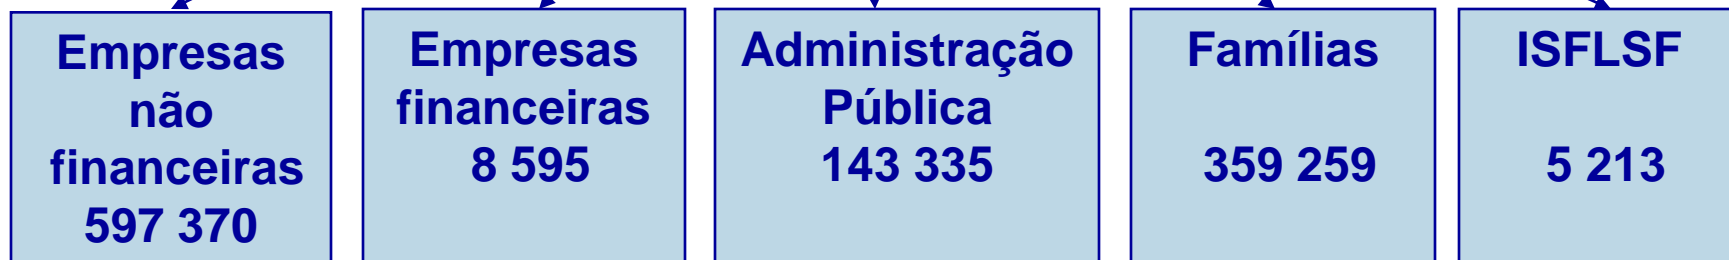 Empresas
não
financeiras
597 370
Empresas
financeiras
8 595
Administração
Pública
143 335
Famílias
359 259
ISFLSF
5 213